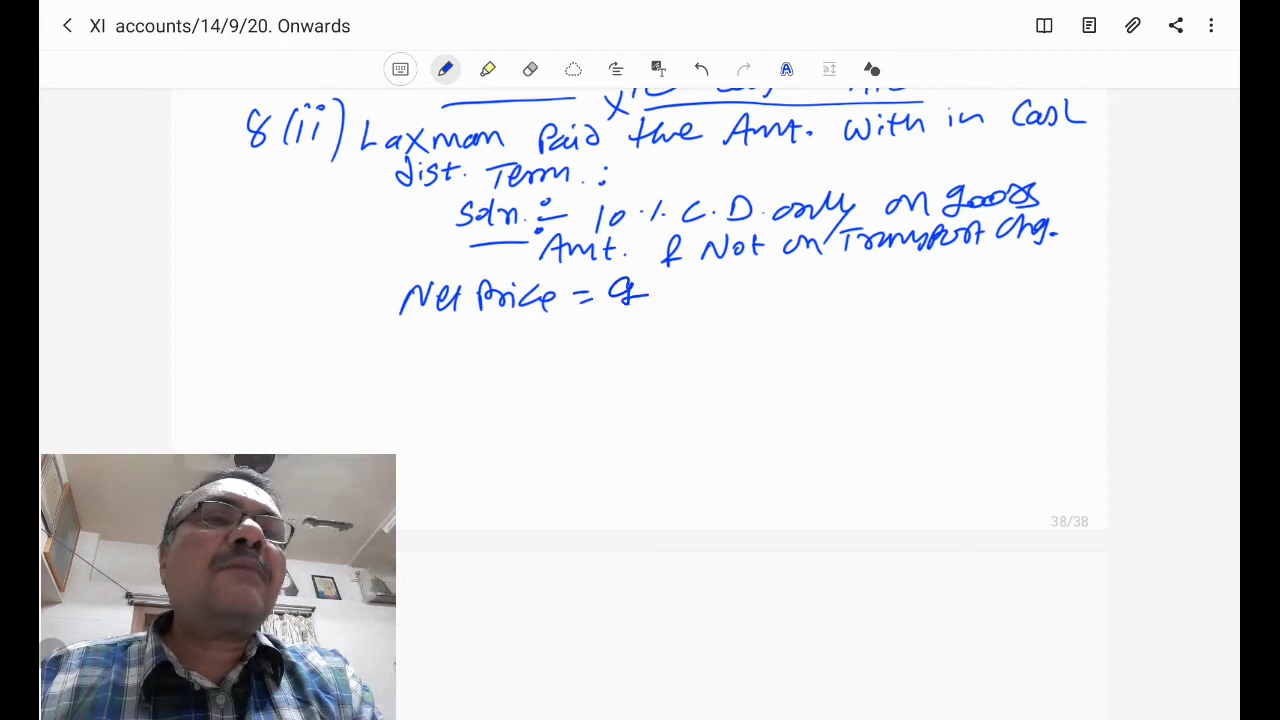 XI accounts/14/9/20. Onwards
8 (ii) Laxman Paid the Amt. With in Cash
dist. Term. :
Soln. :- 10 % C. D. only on goods
Amt. & Not on Transport Chg.
Net Price =
38/38